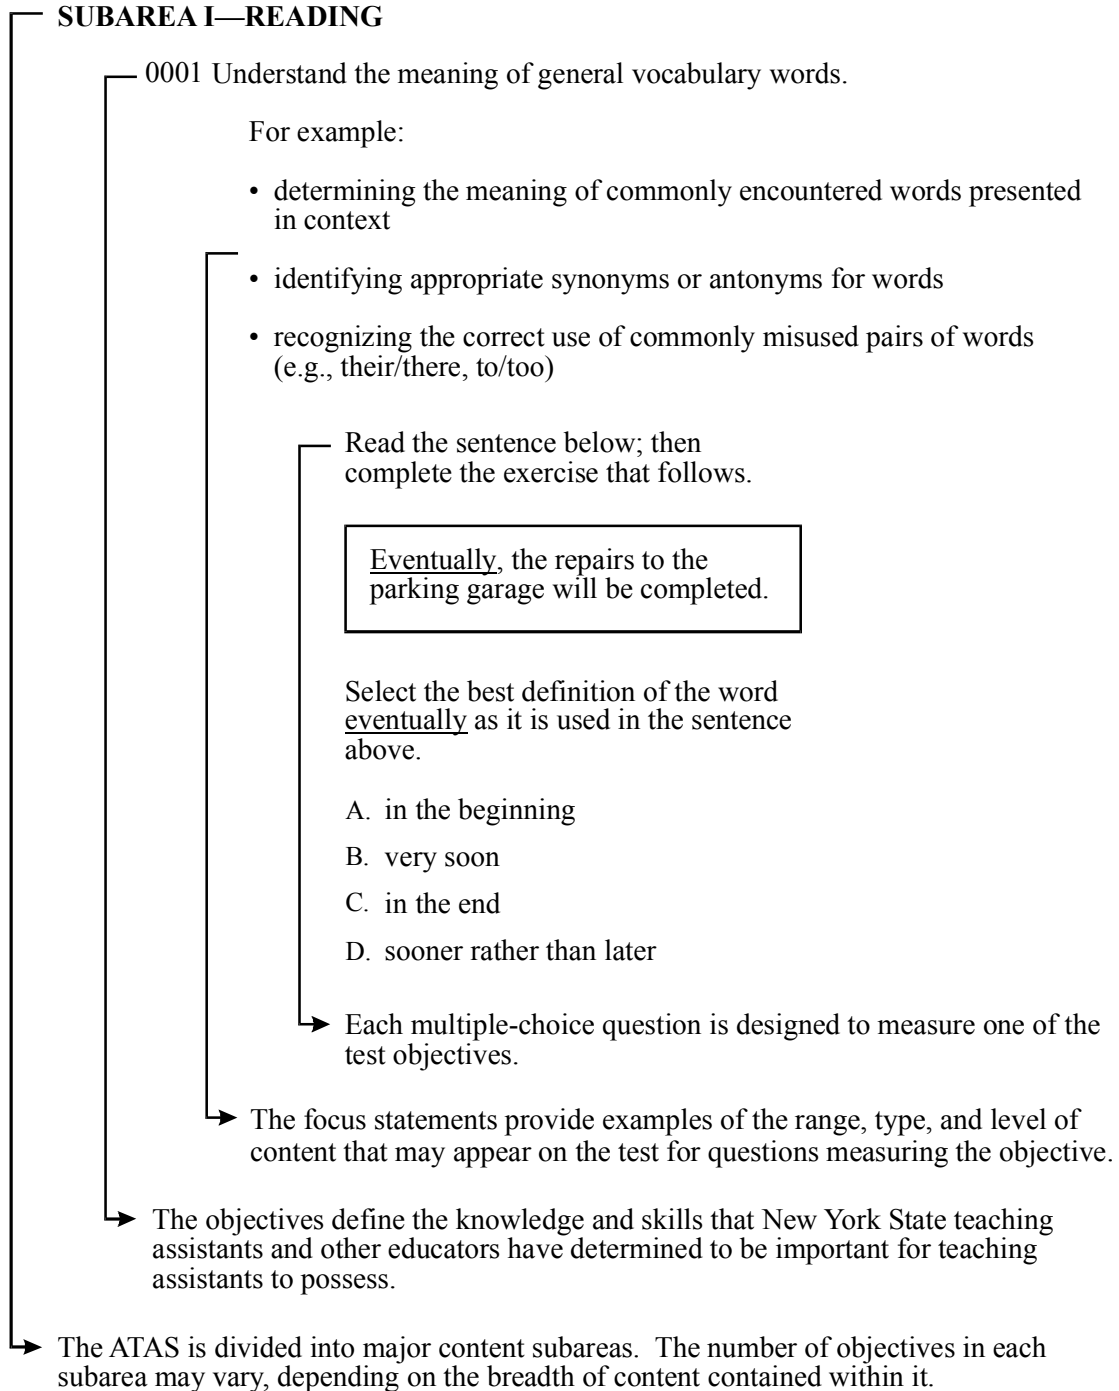 SUBAREA I—READING
0001 Understand the meaning of general vocabulary words.
For example:
• determining the meaning of commonly encountered words presented
in context
• identifying appropriate synonyms or antonyms for words
• recognizing the correct use of commonly misused pairs of words
(e.g., their/there, to/too)
Read the sentence below; then
complete the exercise that follows.
Eventually, the repairs to the
parking garage will be completed.
Select the best definition of the word
eventually as it is used in the sentence
above.
A. in the beginning
B. very soon
C. in the end
D. sooner rather than later
Each multiple-choice question is designed to measure one of the
test objectives.
The focus statements provide examples of the range, type, and level of
content that may appear on the test for questions measuring the objective.
The objectives define the knowledge and skills that New York State teaching
assistants and other educators have determined to be important for teaching
assistants to possess.
The ATAS is divided into major content subareas.  The number of objectives in each
subarea may vary, depending on the breadth of content contained within it.